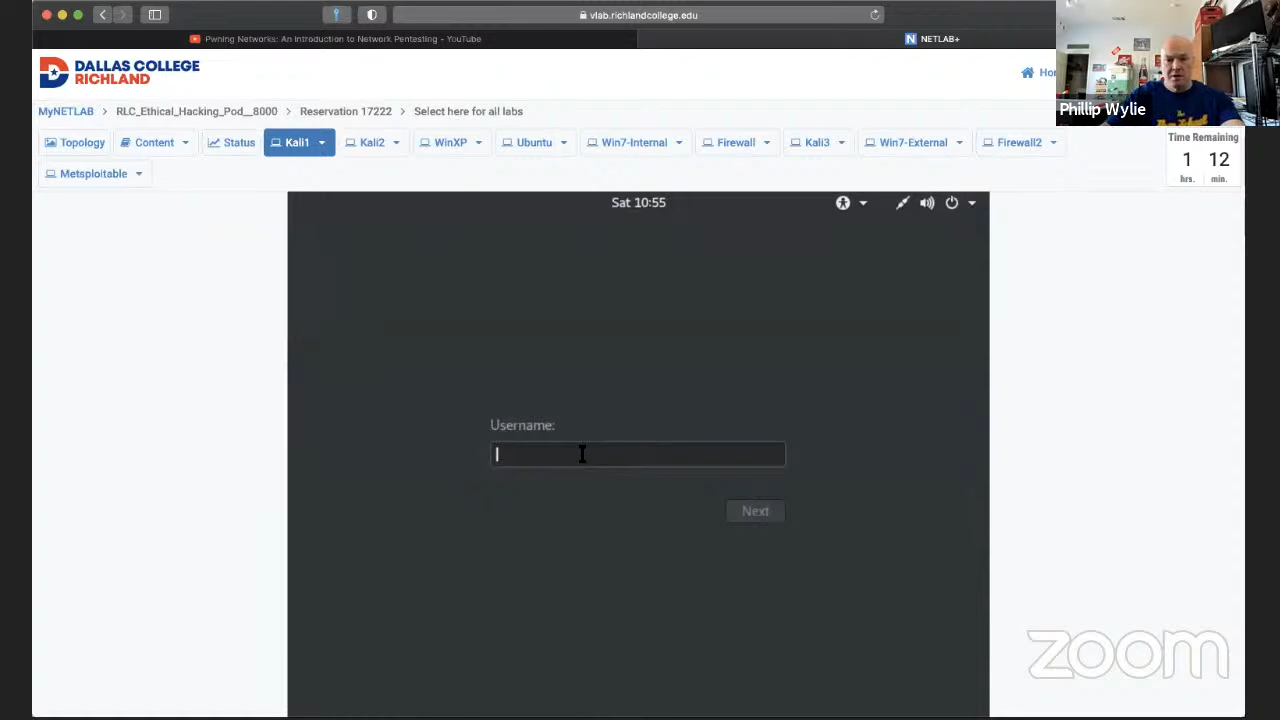 vlab.richlandcollege.edu
Pwning Networks: An Introduction to Network Pentesting - YouTube
NETLAB+
DALLAS COLLEGE
RICHLAND
Phillip Wylie
MyNETLAB > RLC_Ethical_Hacking_Pod__8000 > Reservation 17222 > Select here for all labs
Time Remaining
1 12
hrs. min.
Topology Content Status Kali1 Kali2 WinXP Ubuntu Win7-Internal Firewall Kali3 Win7-External Firewall2
Metsploitable
Sat 10:55
Username:
Next
zoom